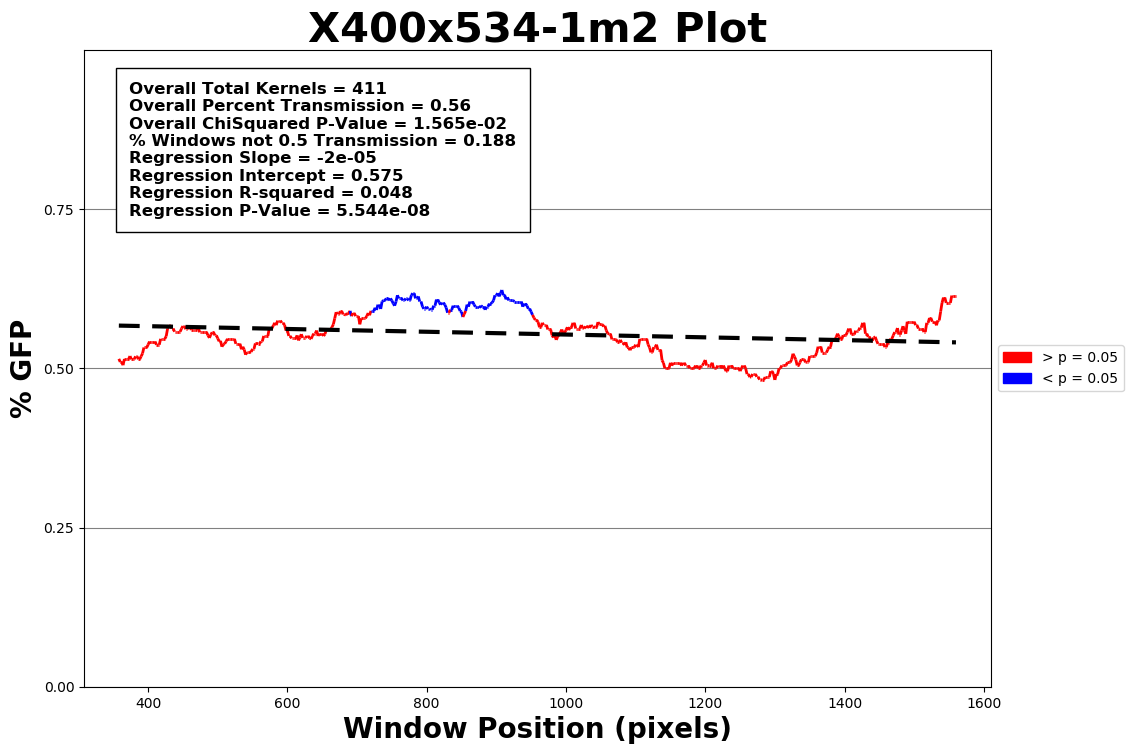 X400x534-1m2 Plot
Overall Total Kernels = 411
Overall Percent Transmission = 0.56
Overall ChiSquared P-Value = 1.565e-02
% Windows not 0.5 Transmission = 0.188
Regression Slope = -2e-05
Regression Intercept = 0.575
Regression R-squared = 0.048
Regression P-Value = 5.544e-08
% GFP
0.75
0.50
0.25
0.00
> p = 0.05
< p = 0.05
400 600 800 1000 1200 1400 1600
Window Position (pixels)